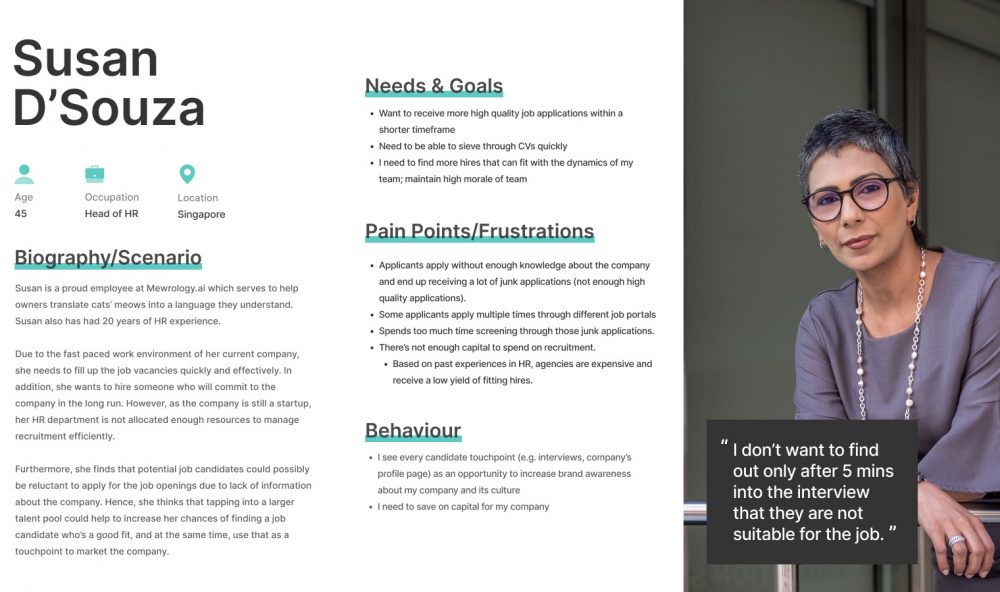 Susan
D’Souza
Age
45
Occupation
Head of HR
Location
Singapore
Biography/Scenario
Susan is a proud employee at Mewrology.ai which serves to help
owners translate cats’ meows into a language they understand.
Susan also has had 20 years of HR experience.
Due to the fast paced work environment of her current company,
she needs to fill up the job vacancies quickly and effectively. In
addition, she wants to hire someone who will commit to the
company in the long run. However, as the company is still a startup,
her HR department is not allocated enough resources to manage
recruitment efficiently.
Furthermore, she finds that potential job candidates could possibly
be reluctant to apply for the job openings due to lack of information
about the company. Hence, she thinks that tapping into a larger
talent pool could help to increase her chances of finding a job
candidate who’s a good fit, and at the same time, use that as a
touchpoint to market the company.
Needs & Goals
• Want to receive more high quality job applications within a
shorter timeframe
• Need to be able to sieve through CVs quickly
• I need to find more hires that can fit with the dynamics of my
team; maintain high morale of team
Pain Points/Frustrations
• Applicants apply without enough knowledge about the company
and end up receiving a lot of junk applications (not enough high
quality applications).
• Some applicants apply multiple times through different job portals
• Spends too much time screening through those junk applications.
• There’s not enough capital to spend on recruitment.
• Based on past experiences in HR, agencies are expensive and
receive a low yield of fitting hires.
Behaviour
• I see every candidate touchpoint (e.g. interviews, company’s
profile page) as an opportunity to increase brand awareness
about my company and its culture
• I need to save on capital for my company
“ I don’t want to find
out only after 5 mins
into the interview
that they are not
suitable for the job. ”